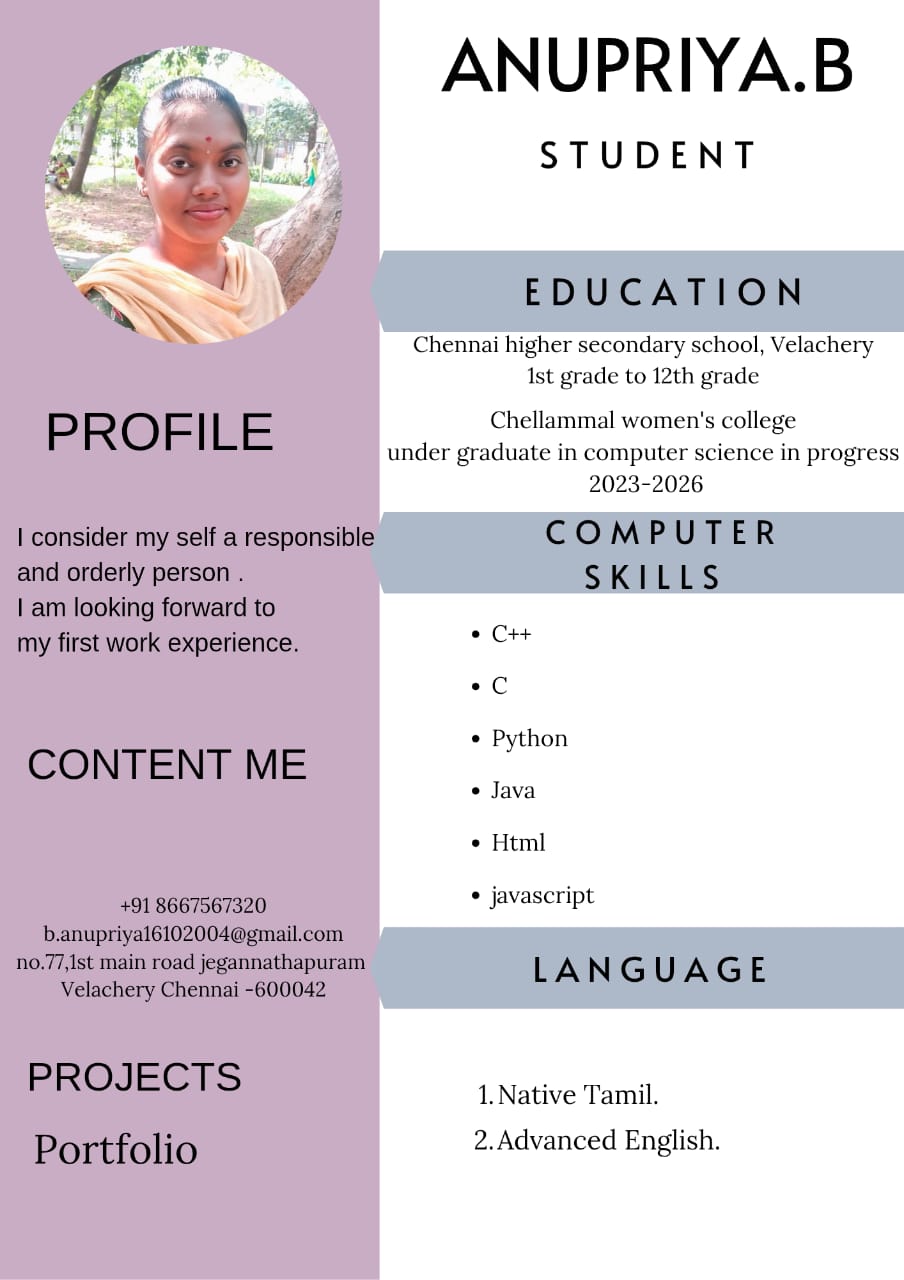 ANUPRIYA.B
STUDENT
PROFILE
I consider my self a responsible
and orderly person .
I am looking forward to
my first work experience.
CONTENT ME
+91 8667567320
b.anupriya16102004@gmail.com
no.77,1st main road jegannathapuram
Velachery Chennai -600042
PROJECTS
Portfolio
EDUCATION
Chennai higher secondary school, Velachery
1st grade to 12th grade
Chellammal women's college
under graduate in computer science in progress
2023-2026
COMPUTER
SKILLS
• C++
• C
• Python
• Java
• Html
• javascript
LANGUAGE
1. Native Tamil.
2. Advanced English.